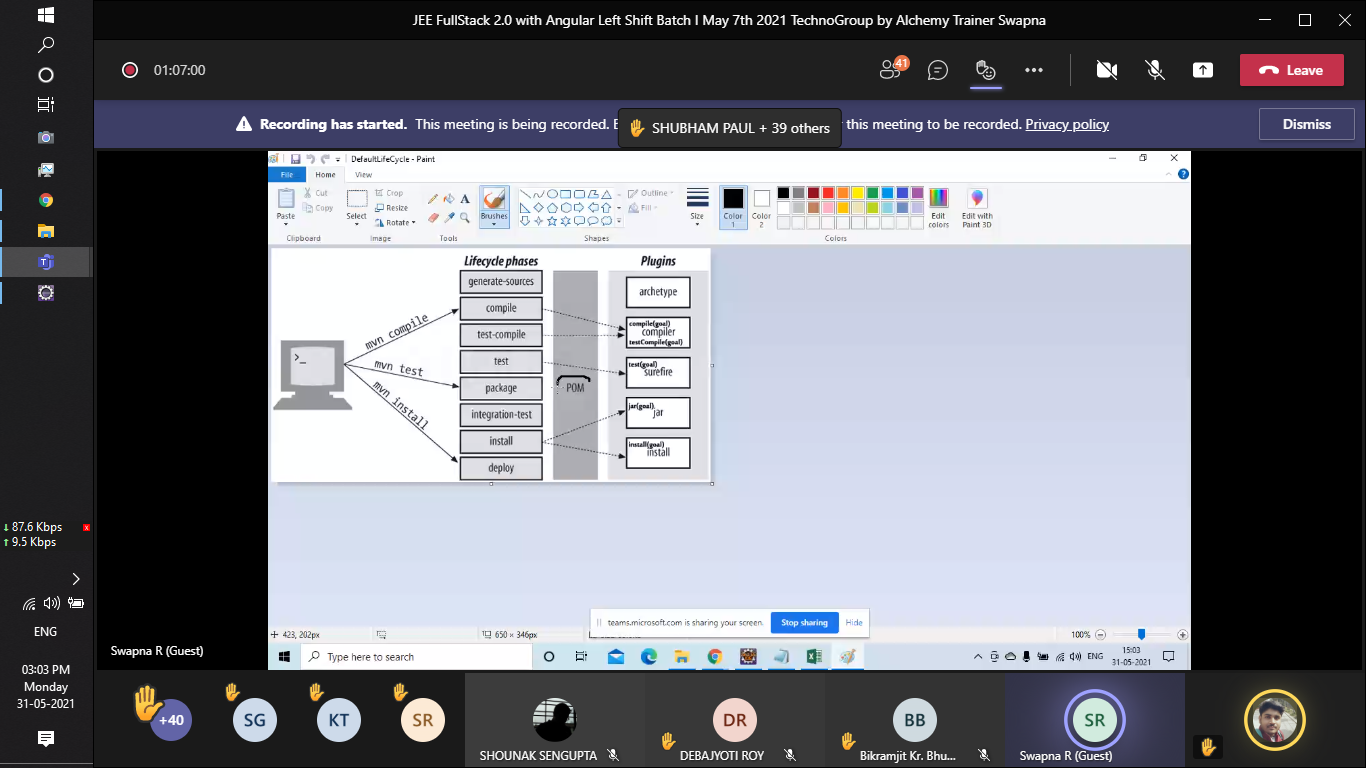 JEE FullStack 2.0 with Angular Left Shift Batch I May 7th 2021 TechnoGroup by Alchemy Trainer Swapna
01:07:00
41
Leave
Recording has started. This meeting is being recorded. E
SHUBHAM PAUL + 39 others
this meeting to be recorded. Privacy policy
Dismiss
DefaultLifeCycle - Paint
File
Home
View
Paste
Cut
Copy
Clipboard
Select
Crop
Resize
Rotate
Image
A
Tools
Brushes
Outline
Fill
Shapes
Size
Color
1
Color
2
Colors
Edit
colors
Edit with
Paint 3D
Lifecycle phases
Plugins
generate-sources
compile
test-compile
test
package
integration-test
install
deploy
mvn compile
mvn test
mvn install
>_
POM
archetype
compile(goal)
compiler
testCompile(goal)
test(goal)
surefire
jar(goal)
jar
install(goal)
install
teams.microsoft.com is sharing your screen.
Stop sharing
Hide
423, 202px
650 × 346px
100%
Type here to search
ENG
15:03
31-05-2021
Swapna R (Guest)
87.6 Kbps
9.5 Kbps
ENG
03:03 PM
Monday
31-05-2021
+40
SG
KT
SR
SHOUNAK SENGUPTA
DR
DEBAJYOTI ROY
BB
Bikramjit Kr. Bhu...
SR
Swapna R (Guest)